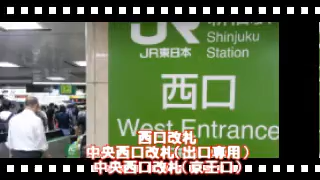 JR
JR東日本
Shinjuku
Station
西口
West Entrance
西口改札
中央西口改札(出口専用)
中央西口改札(京王口)